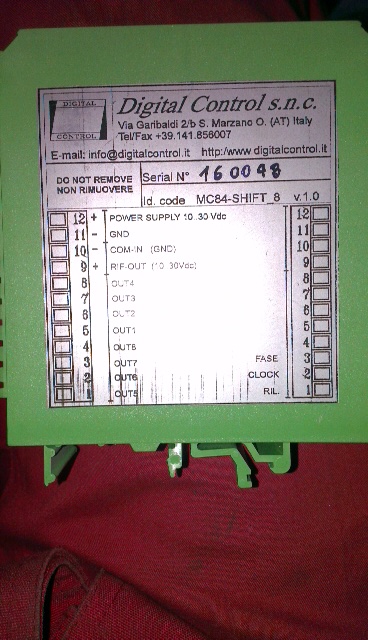 DIGITAL
CONTROL
Digital Control s.n.c.
Via Garibaldi 2/b S. Marzano O. (AT) Italy
Tel/Fax +39.141.856007
E-mail: info@digitalcontrol.it http:/www.digitalcontrol.it
DO NOT REMOVE
NON RIMUOVERE
Serial N° 160048
Id. code MC84-SHIFT_8 v.1.0
12 + POWER SUPPLY 10..30 Vdc 12
11 - GND 11
10 - COM-IN (GND) 10
9 + RIF-OUT (10..30Vdc) 9
8 OUT4 8
7 OUT3 7
6 OUT2 6
5 OUT1 5
4 OUT8 4
3 OUT7 FASE 3
2 OUT6 CLOCK 2
1 OUT5 RIL. 1